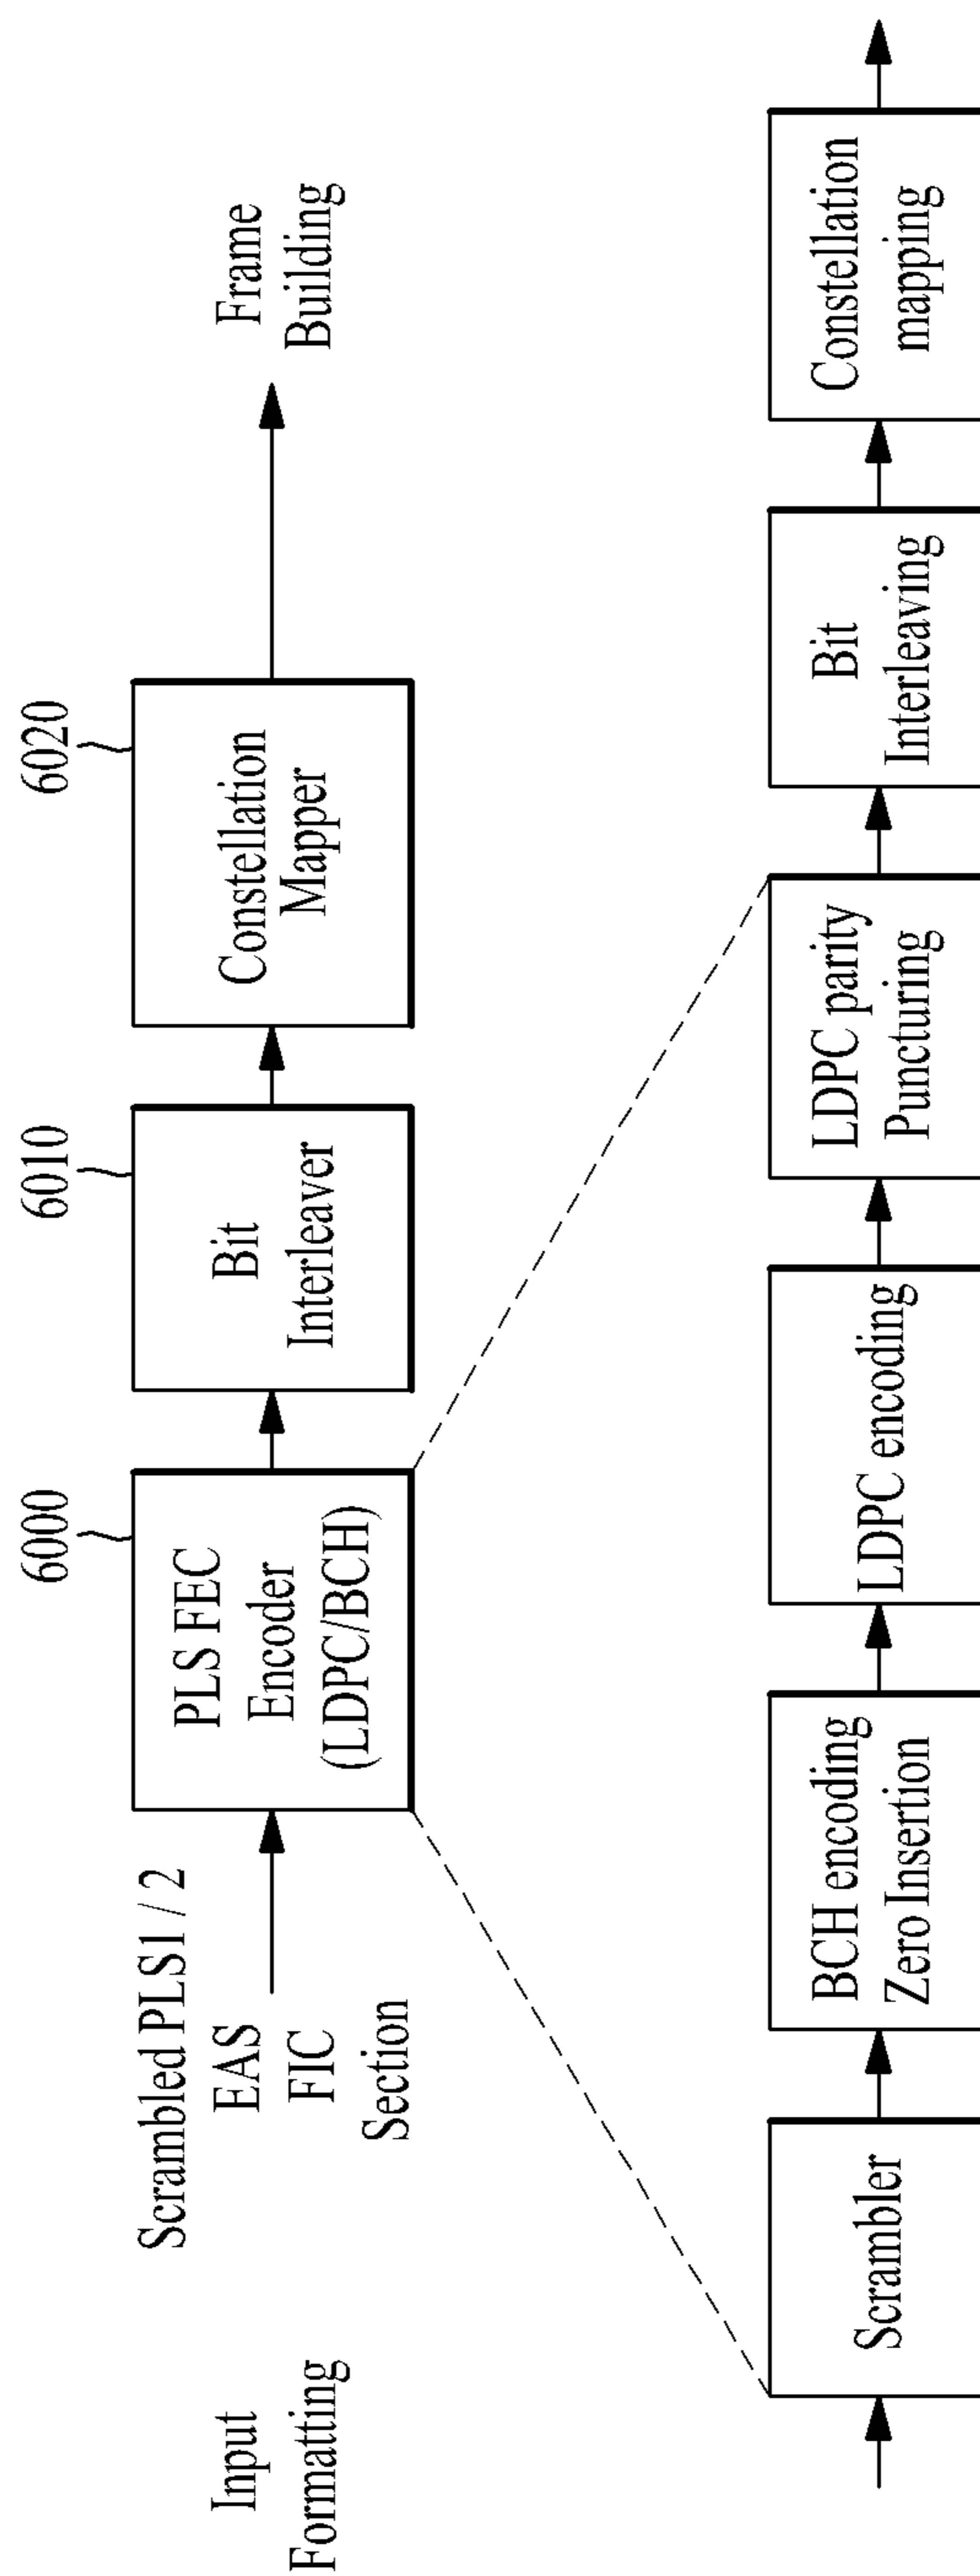 Input
Formatting
Scrambled PLS1 / 2
EAS
FIC
Section
6000
PLS FEC
Encoder
(LDPC/BCH)
6010
Bit
Interleaver
6020
Constellation
Mapper
Frame
Building
Scrambler
BCH encoding
Zero Insertion
LDPC encoding
LDPC parity
Puncturing
Bit
Interleaving
Constellation
mapping